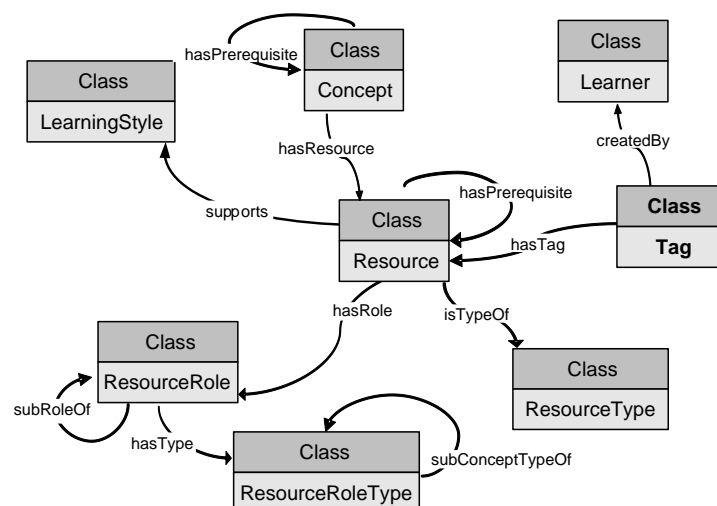 Class
Concept
hasPrerequisite
Class
Learner
Class
LearningStyle
createdBy
hasResource
hasPrerequisite
supports
Class
Resource
Class
Tag
hasTag
hasRole
isTypeOf
Class
ResourceRole
Class
ResourceType
subRoleOf
hasType
Class
ResourceRoleType
subConceptTypeOf